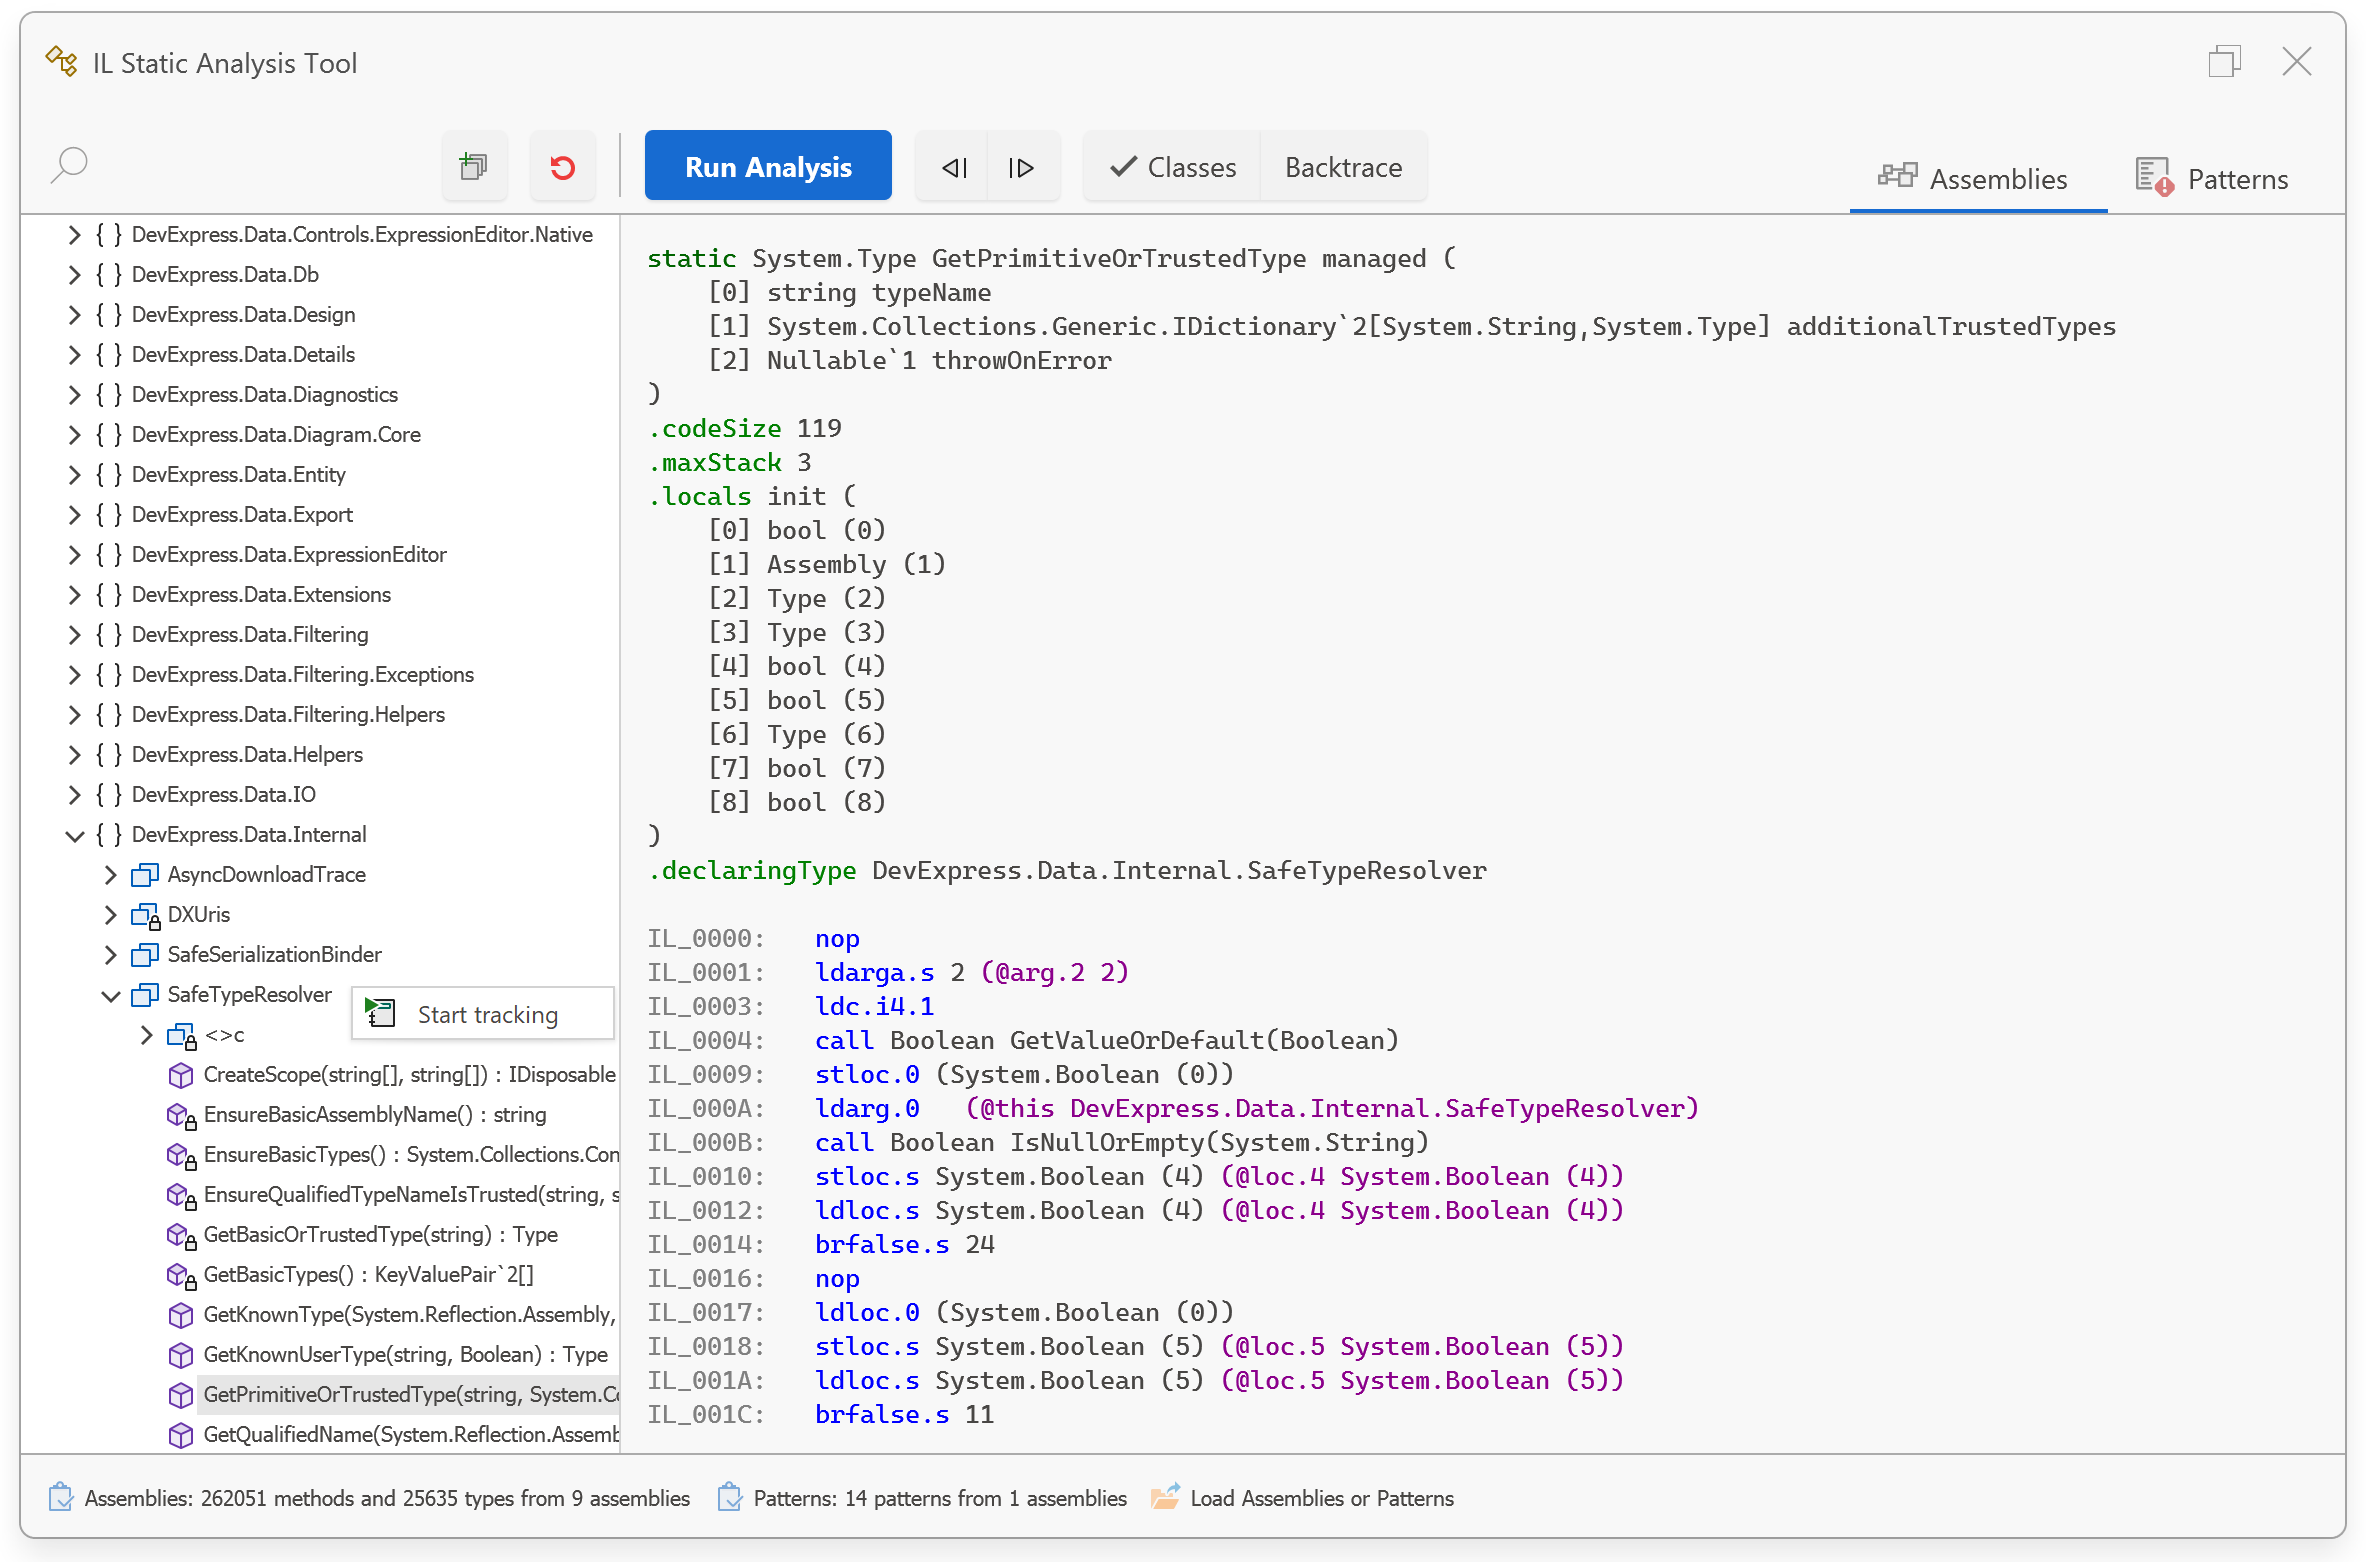 IL Static Analysis Tool
Run Analysis
Classes
Backtrace
Assemblies
Patterns
{ } DevExpress.Data.Controls.ExpressionEditor.Native
{ } DevExpress.Data.Db
{ } DevExpress.Data.Design
{ } DevExpress.Data.Details
{ } DevExpress.Data.Diagnostics
{ } DevExpress.Data.Diagram.Core
{ } DevExpress.Data.Entity
{ } DevExpress.Data.Export
{ } DevExpress.Data.ExpressionEditor
{ } DevExpress.Data.Extensions
{ } DevExpress.Data.Filtering
{ } DevExpress.Data.Filtering.Exceptions
{ } DevExpress.Data.Filtering.Helpers
{ } DevExpress.Data.Helpers
{ } DevExpress.Data.IO
{ } DevExpress.Data.Internal
AsyncDownloadTrace
DXUris
SafeSerializationBinder
SafeTypeResolver
Start tracking
<>c
CreateScope(string[], string[]) : IDisposable
EnsureBasicAssemblyName() : string
EnsureBasicTypes() : System.Collections.Con
EnsureQualifiedTypeNameIsTrusted(string, s
GetBasicOrTrustedType(string) : Type
GetBasicTypes() : KeyValuePair`2[]
GetKnownType(System.Reflection.Assembly,
GetKnownUserType(string, Boolean) : Type
GetPrimitiveOrTrustedType(string, System.Co
GetQualifiedName(System.Reflection.Assemb
static System.Type GetPrimitiveOrTrustedType managed (
[0] string typeName
[1] System.Collections.Generic.IDictionary`2[System.String,System.Type] additionalTrustedTypes
[2] Nullable`1 throwOnError
)
.codeSize 119
.maxStack 3
.locals init (
[0] bool (0)
[1] Assembly (1)
[2] Type (2)
[3] Type (3)
[4] bool (4)
[5] bool (5)
[6] Type (6)
[7] bool (7)
[8] bool (8)
)
.declaringType DevExpress.Data.Internal.SafeTypeResolver
IL_0000: nop
IL_0001: ldarga.s 2 (@arg.2 2)
IL_0003: ldc.i4.1
IL_0004: call Boolean GetValueOrDefault(Boolean)
IL_0009: stloc.0 (System.Boolean (0))
IL_000A: ldarg.0 (@this DevExpress.Data.Internal.SafeTypeResolver)
IL_000B: call Boolean IsNullOrEmpty(System.String)
IL_0010: stloc.s System.Boolean (4) (@loc.4 System.Boolean (4))
IL_0012: ldloc.s System.Boolean (4) (@loc.4 System.Boolean (4))
IL_0014: brfalse.s 24
IL_0016: nop
IL_0017: ldloc.0 (System.Boolean (0))
IL_0018: stloc.s System.Boolean (5) (@loc.5 System.Boolean (5))
IL_001A: ldloc.s System.Boolean (5) (@loc.5 System.Boolean (5))
IL_001C: brfalse.s 11
Assemblies: 262051 methods and 25635 types from 9 assemblies
Patterns: 14 patterns from 1 assemblies
Load Assemblies or Patterns